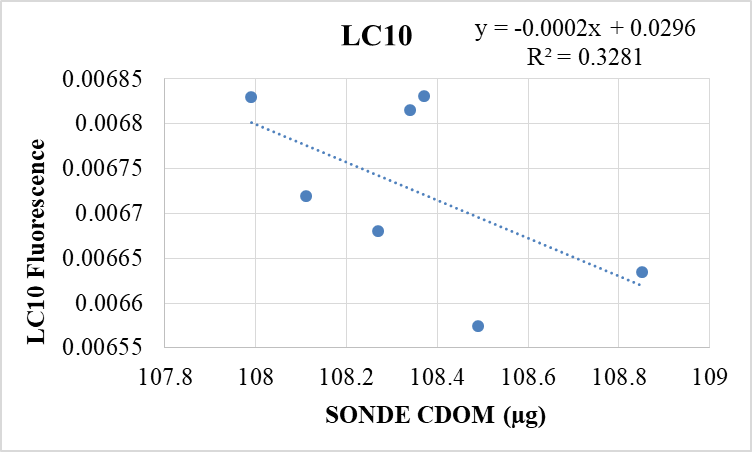 LC10
y = -0.0002x + 0.0296
R² = 0.3281
0.00685
0.0068
0.00675
0.0067
0.00665
0.0066
0.00655
LC10 Fluorescence
107.8 108 108.2 108.4 108.6 108.8 109
SONDE CDOM (µg)